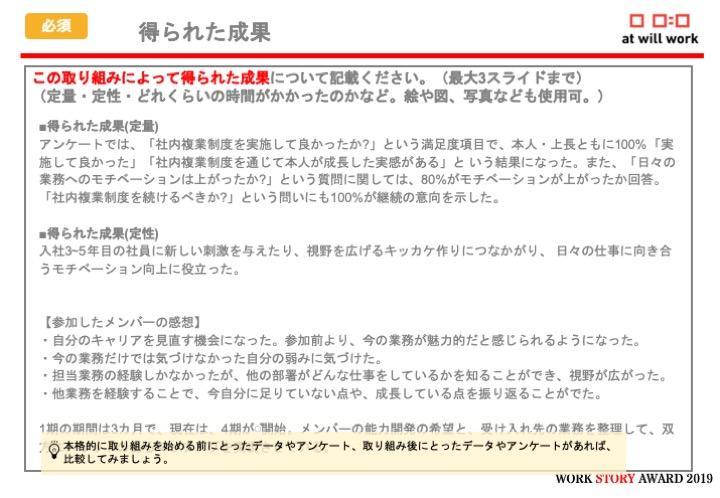 必須
得られた成果
at will work
この取り組みによって得られた成果について記載ください。（最大3スライドまで）
（定量・定性・どれくらいの時間がかかったのかなど。絵や図、写真なども使用可。）
■得られた成果(定量)
アンケートでは、「社内複業制度を実施して良かったか?」という満足度項目で、本人・上長ともに100%「実
施して良かった」「社内複業制度を通じて本人が成長した実感がある」と いう結果になった。また、「日々の
業務へのモチベーションは上がったか?」という質問に関しては、80%がモチベーションが上がったか回答。
「社内複業制度を続けるべきか?」という問いにも100%が継続の意向を示した。
■得られた成果(定性)
入社3~5年目の社員に新しい刺激を与えたり、視野を広げるキッカケ作りにつなかがり、 日々の仕事に向き合
うモチベーション向上に役立った。
【参加したメンバーの感想】
・自分のキャリアを見直す機会になった。参加前より、今の業務が魅力的だと感じられるようになった。
・今の業務だけでは気づけなかった自分の弱みに気づけた。
・担当業務の経験しかなかったが、他の部署がどんな仕事をしているかを知ることができ、視野が広がった。
・他業務を経験することで、今自分に足りていない点や、成長している点を振り返ることがでた。
1期の期間は3カ月で、現在は、4期が開始。メンバーの能力開発の希望と、受け入れ先の業務を整理して、双
本格的に取り組みを始める前にとったデータやアンケート、取り組み後にとったデータやアンケートがあれば、
比較してみましょう。
WORK STORY AWARD 2019